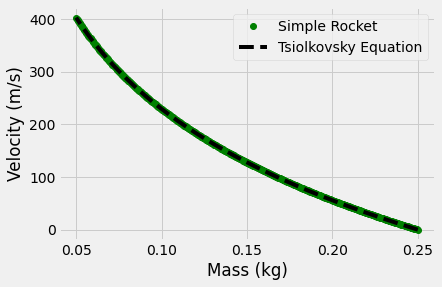 Simple Rocket
Tsiolkovsky Equation
400
300
200
100
0
Velocity (m/s)
0.05 0.10 0.15 0.20 0.25
Mass (kg)